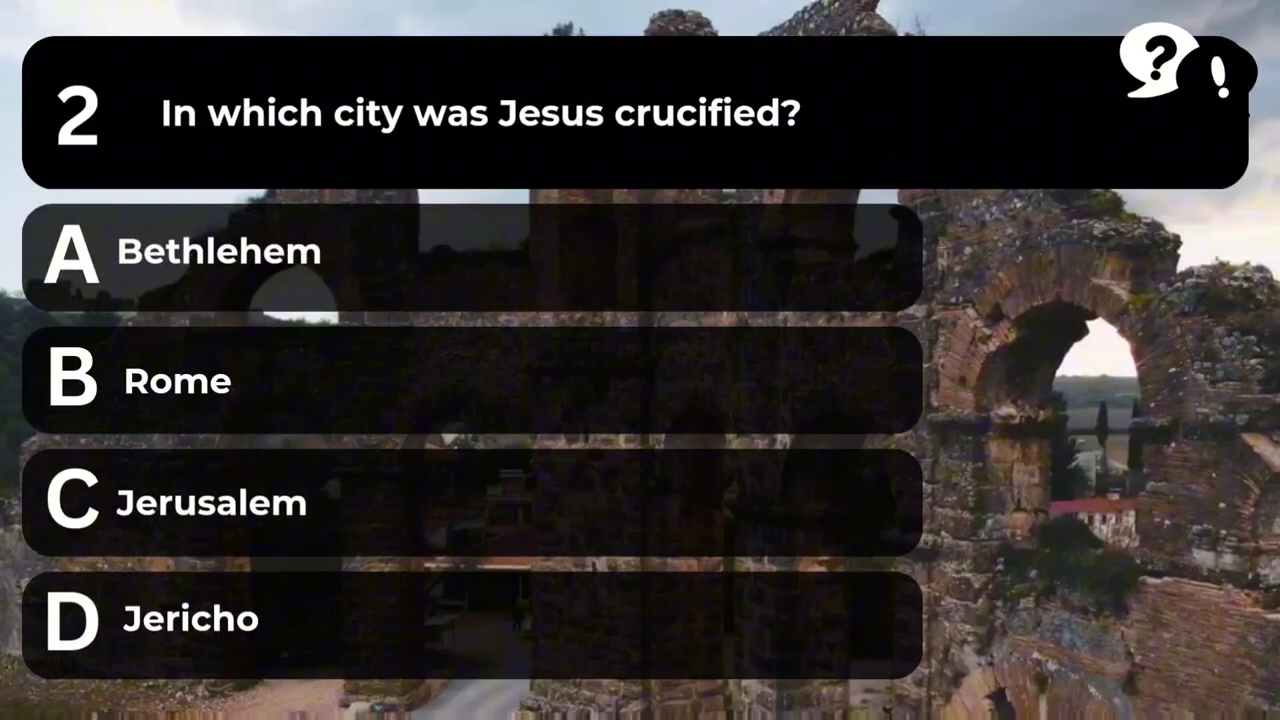 2 In which city was Jesus crucified?
A Bethlehem
B Rome
C Jerusalem
D Jericho